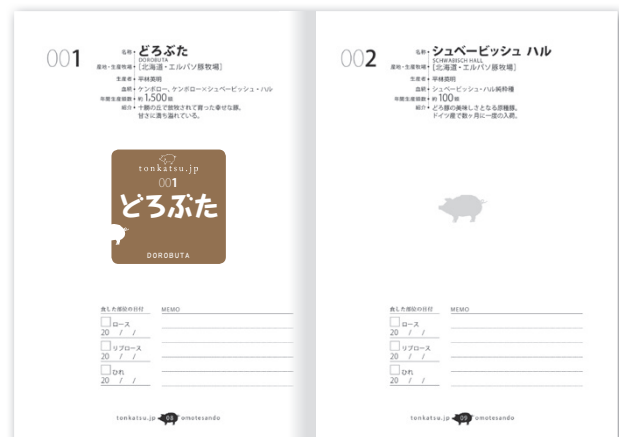 001
名称・どろぶた
DOROBUTA
産地・生産牧場・[北海道・エルパソ豚牧場]
生産者・平林英明
血統・ケンボロー、ケンボロー×シュベービッシュ・ハル
年間生産頭数・約1,500頭
紹介・十勝の丘で放牧されて育った幸せな豚。
甘さに満ち溢れている。
tonkatsu.jp
001
どろぶた
DOROBUTA
食した部位の日付
MEMO
ロース
20 / /
リブロース
20 / /
ひれ
20 / /
tonkatsu.jp 08 omotesando
002
名称・シュベービッシュ ハル
SCHWABISCH HALL
産地・生産牧場・[北海道・エルパソ豚牧場]
生産者・平林英明
血統・シュベービッシュ・ハル純粋種
年間生産頭数・約100頭
紹介・どろ豚の美味しさとなる原種豚。
ドイツ産で数ヶ月に一度の入荷。
食した部位の日付
MEMO
ロース
20 / /
リブロース
20 / /
ひれ
20 / /
tonkatsu.jp 09 omotesando